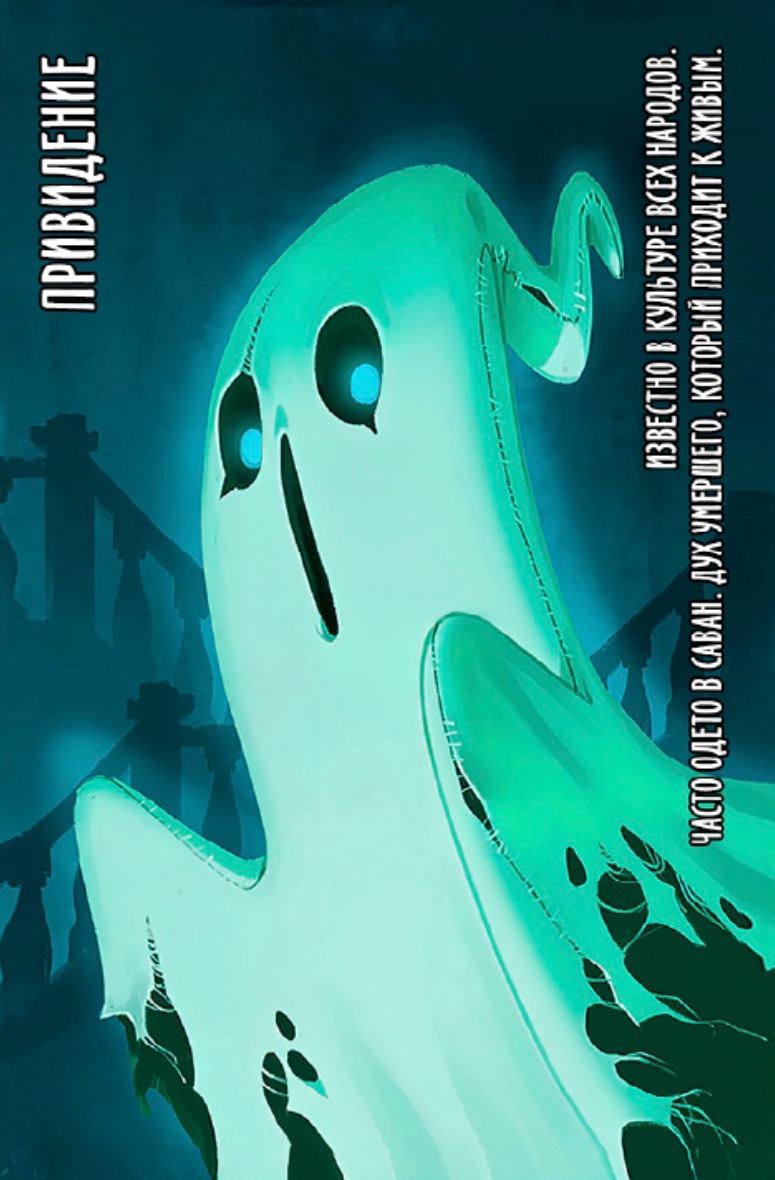 ПРИВИДЕНИЕ
ИЗВЕСТНО В КУЛЬТУРЕ ВСЕХ НАРОДОВ.
ЧАСТО ОДЕТО В САВАН. ДУХ УМЕРШЕГО, КОТОРЫЙ ПРИХОДИТ К ЖИВЫМ.